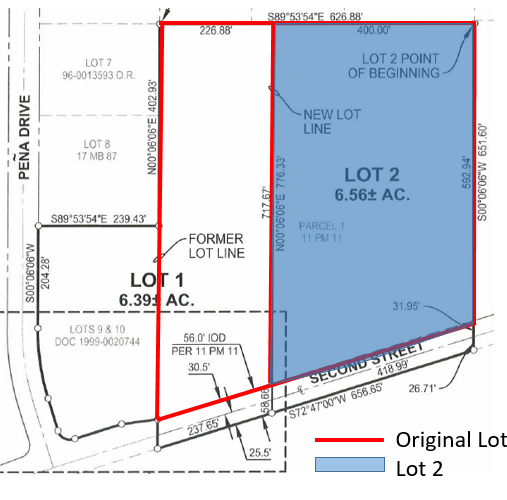 S89°53'54"E 626.88'
226.88'
400.00'
LOT 2 POINT
OF BEGINNING
LOT 7
96-0013593 O.R.
N00°06'06"E 402.93'
NEW LOT
LINE
PEÑA DRIVE
LOT 8
17 MB 87
717.67'
N00°06'06"E 776.33'
LOT 2
6.56± AC.
592.94'
S00°06'06"W 651.60'
PARCEL 1
11 PM 11
S89°53'54"E 239.43'
FORMER
LOT LINE
S00°06'06"W
204.28'
LOT 1
6.39± AC.
31.95'
LOTS 9 & 10
DOC 1999-0020744
56.0' IOD
PER 11 PM 11
30.5'
SECOND STREET
418.99'
58.66'
S72°47'00"W 656.65'
26.71'
237.65'
25.5'
Original Lot
Lot 2